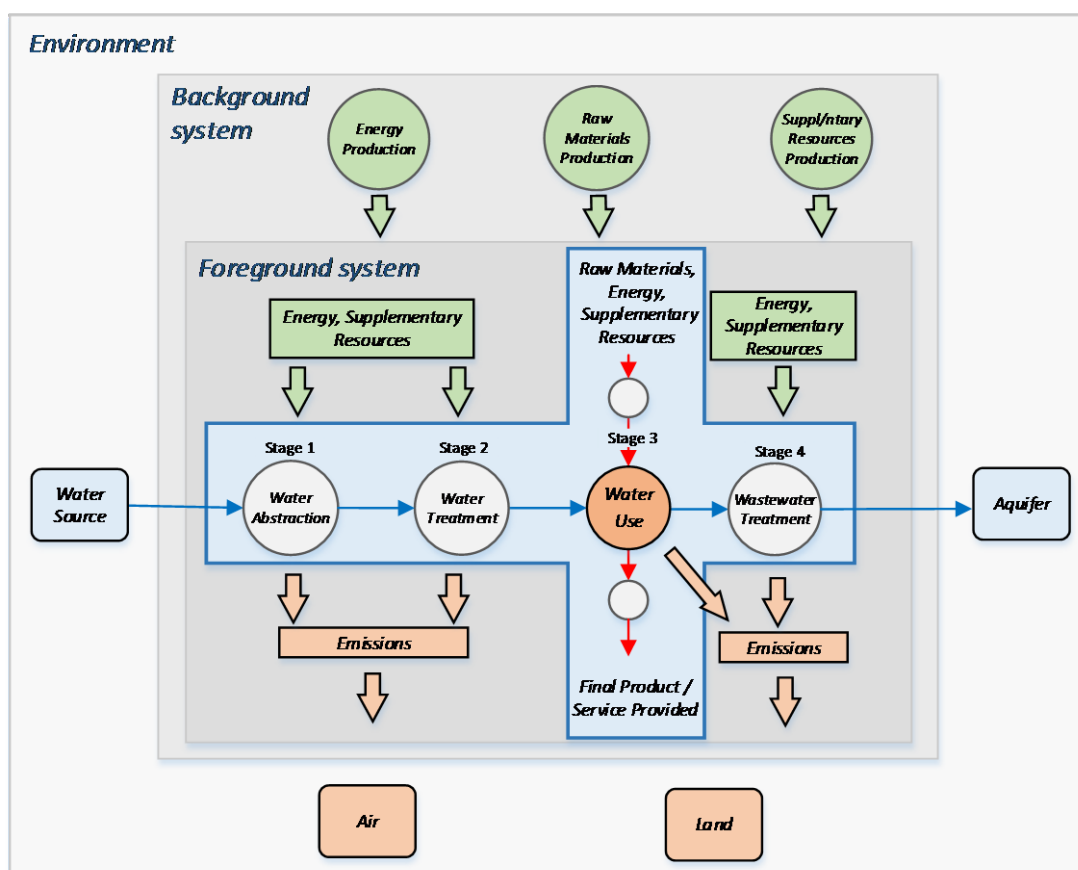 Environment
Background
system
Energy
Production
Raw
Materials
Production
Suppl/ntary
Resources
Production
Foreground system
Energy, Supplementary
Resources
Raw Materials,
Energy,
Supplementary
Resources
Energy,
Supplementary
Resources
Stage 1
Stage 2
Stage 3
Stage 4
Water
Source
Water
Abstraction
Water
Treatment
Water
Use
Wastewater
Treatment
Aquifer
Emissions
Emissions
Final Product /
Service Provided
Air
Land